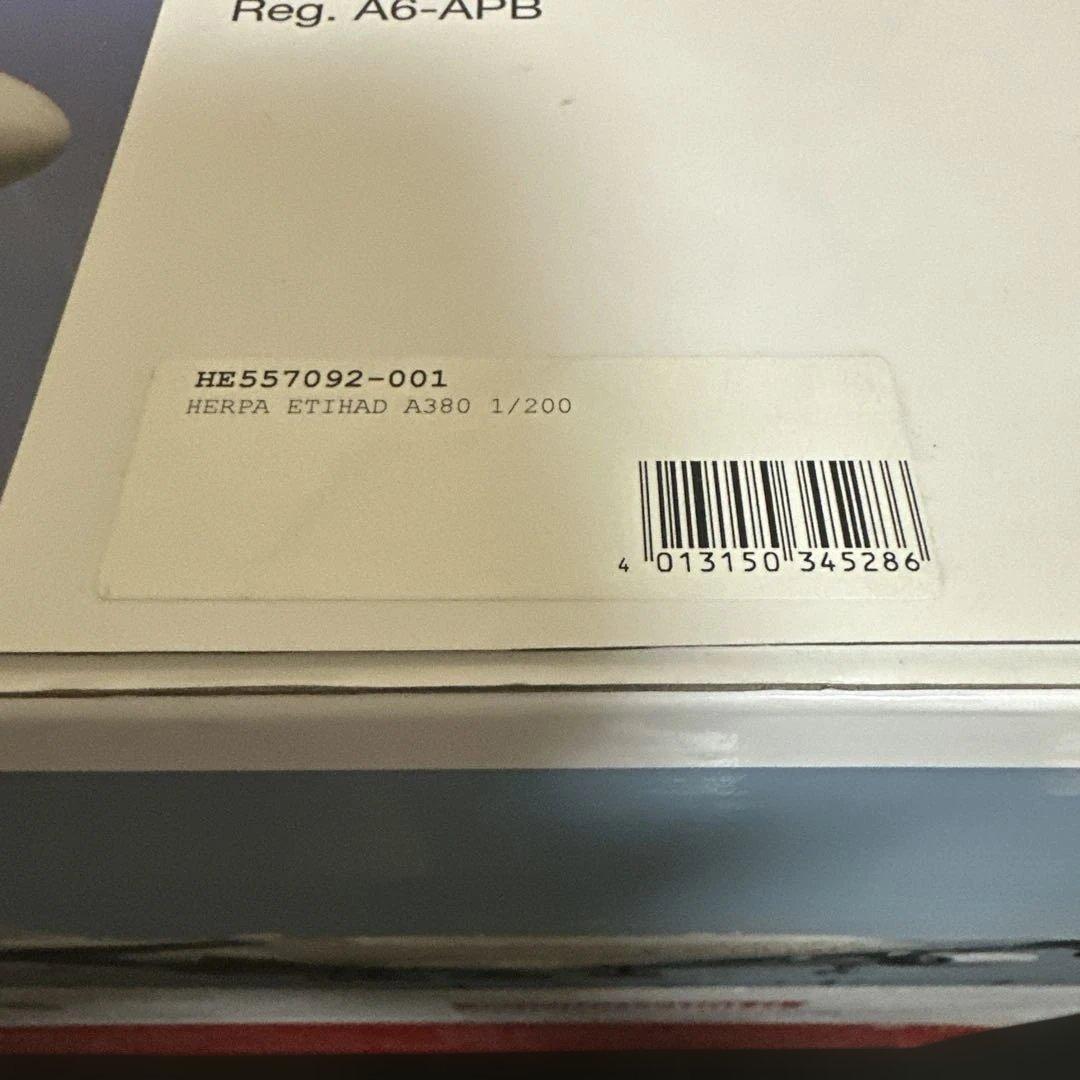 Reg. A6-APB
HE557092-001
HERPA ETIHAD A380 1/200
4 013150 345286